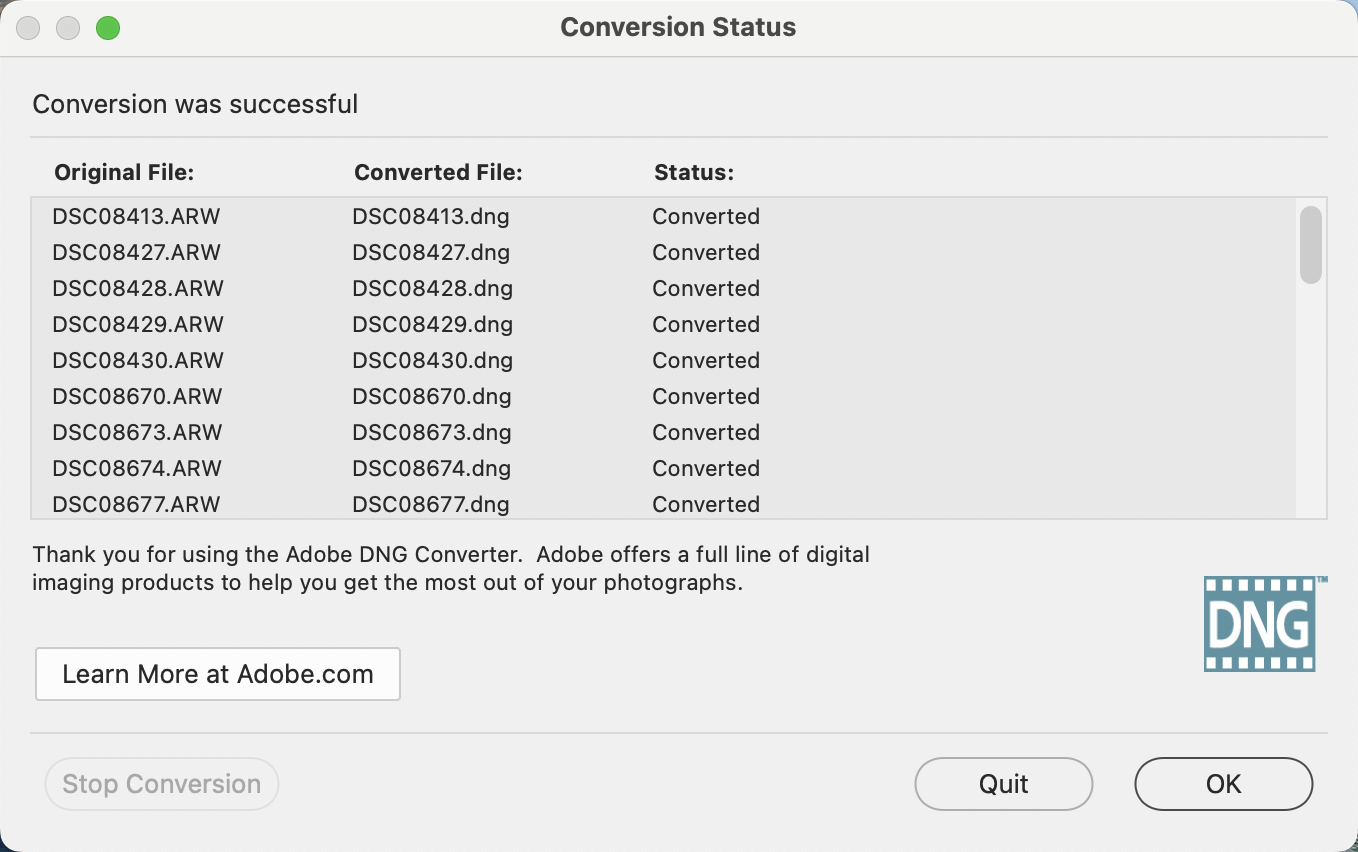 Conversion Status
Conversion was successful
Original File: Converted File: Status:
DSC08413.ARW DSC08413.dng Converted
DSC08427.ARW DSC08427.dng Converted
DSC08428.ARW DSC08428.dng Converted
DSC08429.ARW DSC08429.dng Converted
DSC08430.ARW DSC08430.dng Converted
DSC08670.ARW DSC08670.dng Converted
DSC08673.ARW DSC08673.dng Converted
DSC08674.ARW DSC08674.dng Converted
DSC08677.ARW DSC08677.dng Converted
Thank you for using the Adobe DNG Converter.  Adobe offers a full line of digital
imaging products to help you get the most out of your photographs.
DNG™
Learn More at Adobe.com
Stop Conversion Quit OK